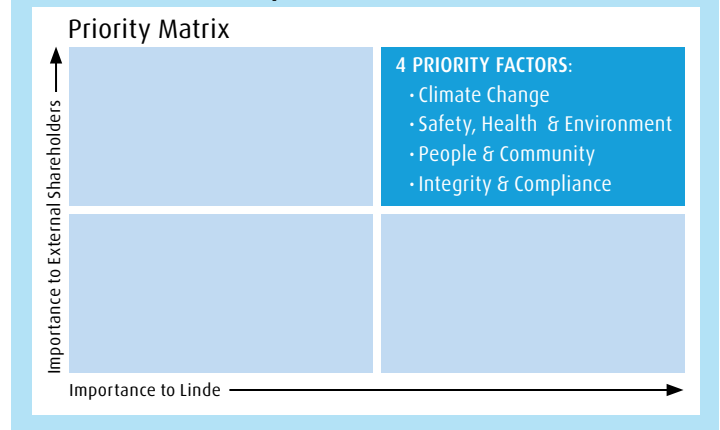 Priority Matrix
4 PRIORITY FACTORS:
· Climate Change
· Safety, Health & Environment
· People & Community
· Integrity & Compliance
Importance to External Shareholders
Importance to Linde